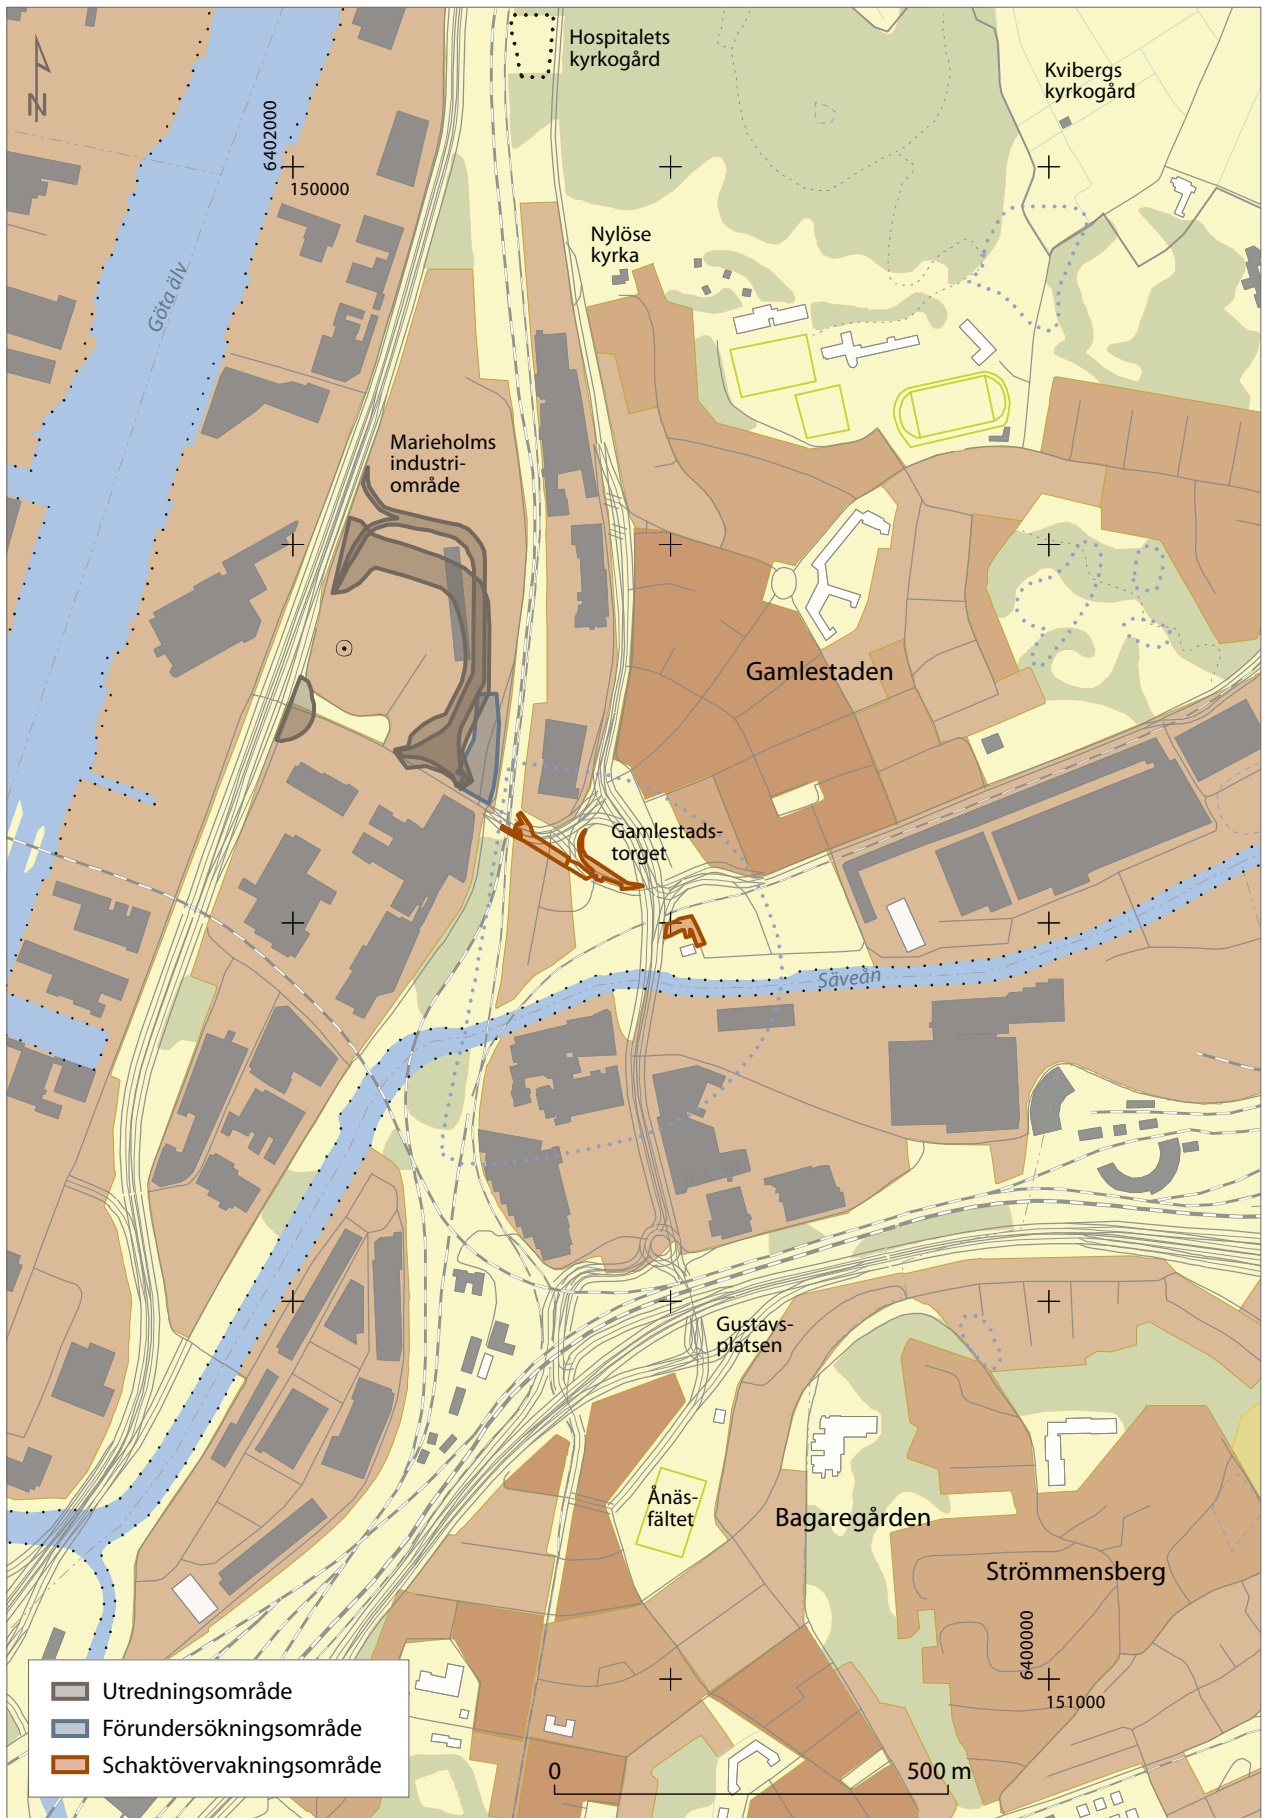 Hospitalets
kyrkogård
Kvibergs
kyrkogård
N
6402000
150000
Nylöse
kyrka
Göta älv
Marieholms
industri-
område
Gamlestaden
Gamlestads-
torget
Säveån
Gustavs-
platsen
Ånäs-
fältet
Bagaregården
Strömmensberg
6400000
151000
Utredningsområde
Förundersökningsområde
Schaktövervakningsområde
0 500 m